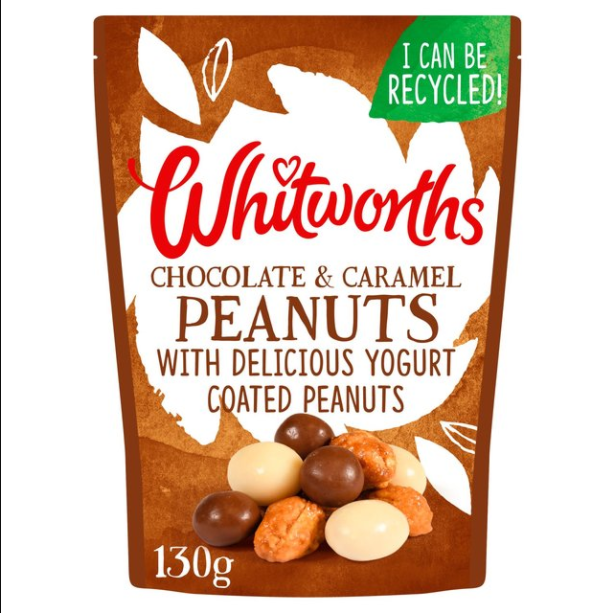 I CAN BE
RECYCLED!
Whitworths
CHOCOLATE & CARAMEL
PEANUTS
WITH DELICIOUS YOGURT
COATED PEANUTS
130g